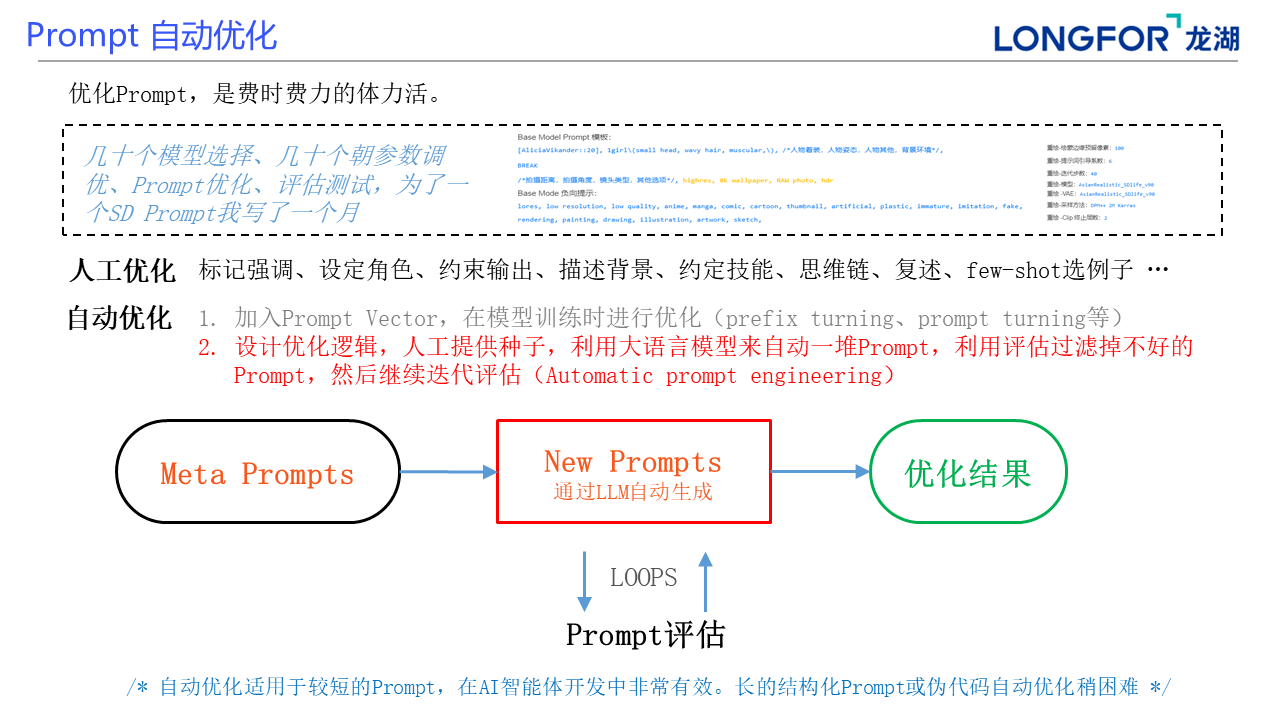 Prompt 自动优化
LONGFOR 龙湖
优化Prompt，是费时费力的体力活。
几十个模型选择、几十个朝参数调
优、Prompt优化、评估测试，为了一
个SD Prompt我写了一个月
Base Model Prompt 模板：
[AliciaVikander::20], 1girl\(small head, wavy hair, muscular,\), /*人物着装、人物姿态、人物其他、背景环境*/,
BREAK
/*拍摄距离、拍摄角度、镜头类型、其他选项*/, highres, 8k wallpaper, RAW photo, hdr
Base Mode 负向提示：
lores, low resolution, low quality, anime, manga, comic, cartoon, thumbnail, artificial, plastic, immature, imitation, fake,
rendering, painting, drawing, illustration, artwork, sketch,
重绘-绘蒙边缘预留像素：100
重绘-提示词引导系数：6
重绘-迭代步数：40
重绘-模型：AsianRealistic_SDlife_v90
重绘 -VAE：AsianRealistic_SDlife_v90
重绘-采样方法：DPM++ 2M Karras
重绘 -Clip 终止层数：2
人工优化 标记强调、设定角色、约束输出、描述背景、约定技能、思维链、复述、few-shot选例子 …
自动优化 1. 加入Prompt Vector，在模型训练时进行优化（prefix turning、prompt turning等）
2. 设计优化逻辑，人工提供种子，利用大语言模型来自动一堆Prompt，利用评估过滤掉不好的
Prompt，然后继续迭代评估（Automatic prompt engineering）
Meta Prompts
New Prompts
通过LLM自动生成
优化结果
LOOPS
Prompt评估
/* 自动优化适用于较短的Prompt，在AI智能体开发中非常有效。长的结构化Prompt或伪代码自动优化稍困难 */